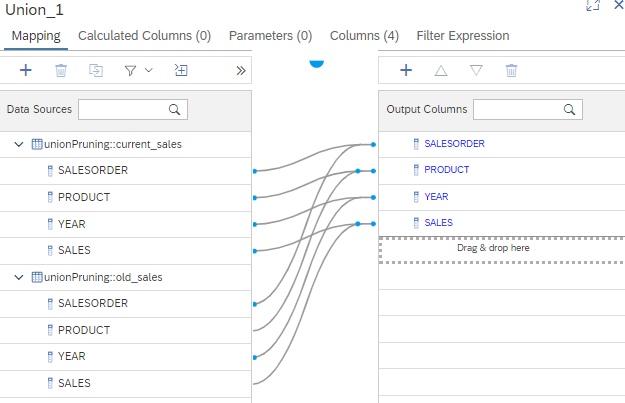 Union_1
Mapping Calculated Columns (0) Parameters (0) Columns (4) Filter Expression
Data Sources
Output Columns
unionPruning::current_sales
SALESORDER
PRODUCT
YEAR
SALES
unionPruning::old_sales
SALESORDER
PRODUCT
YEAR
SALES
SALESORDER
PRODUCT
YEAR
SALES
Drag & drop here